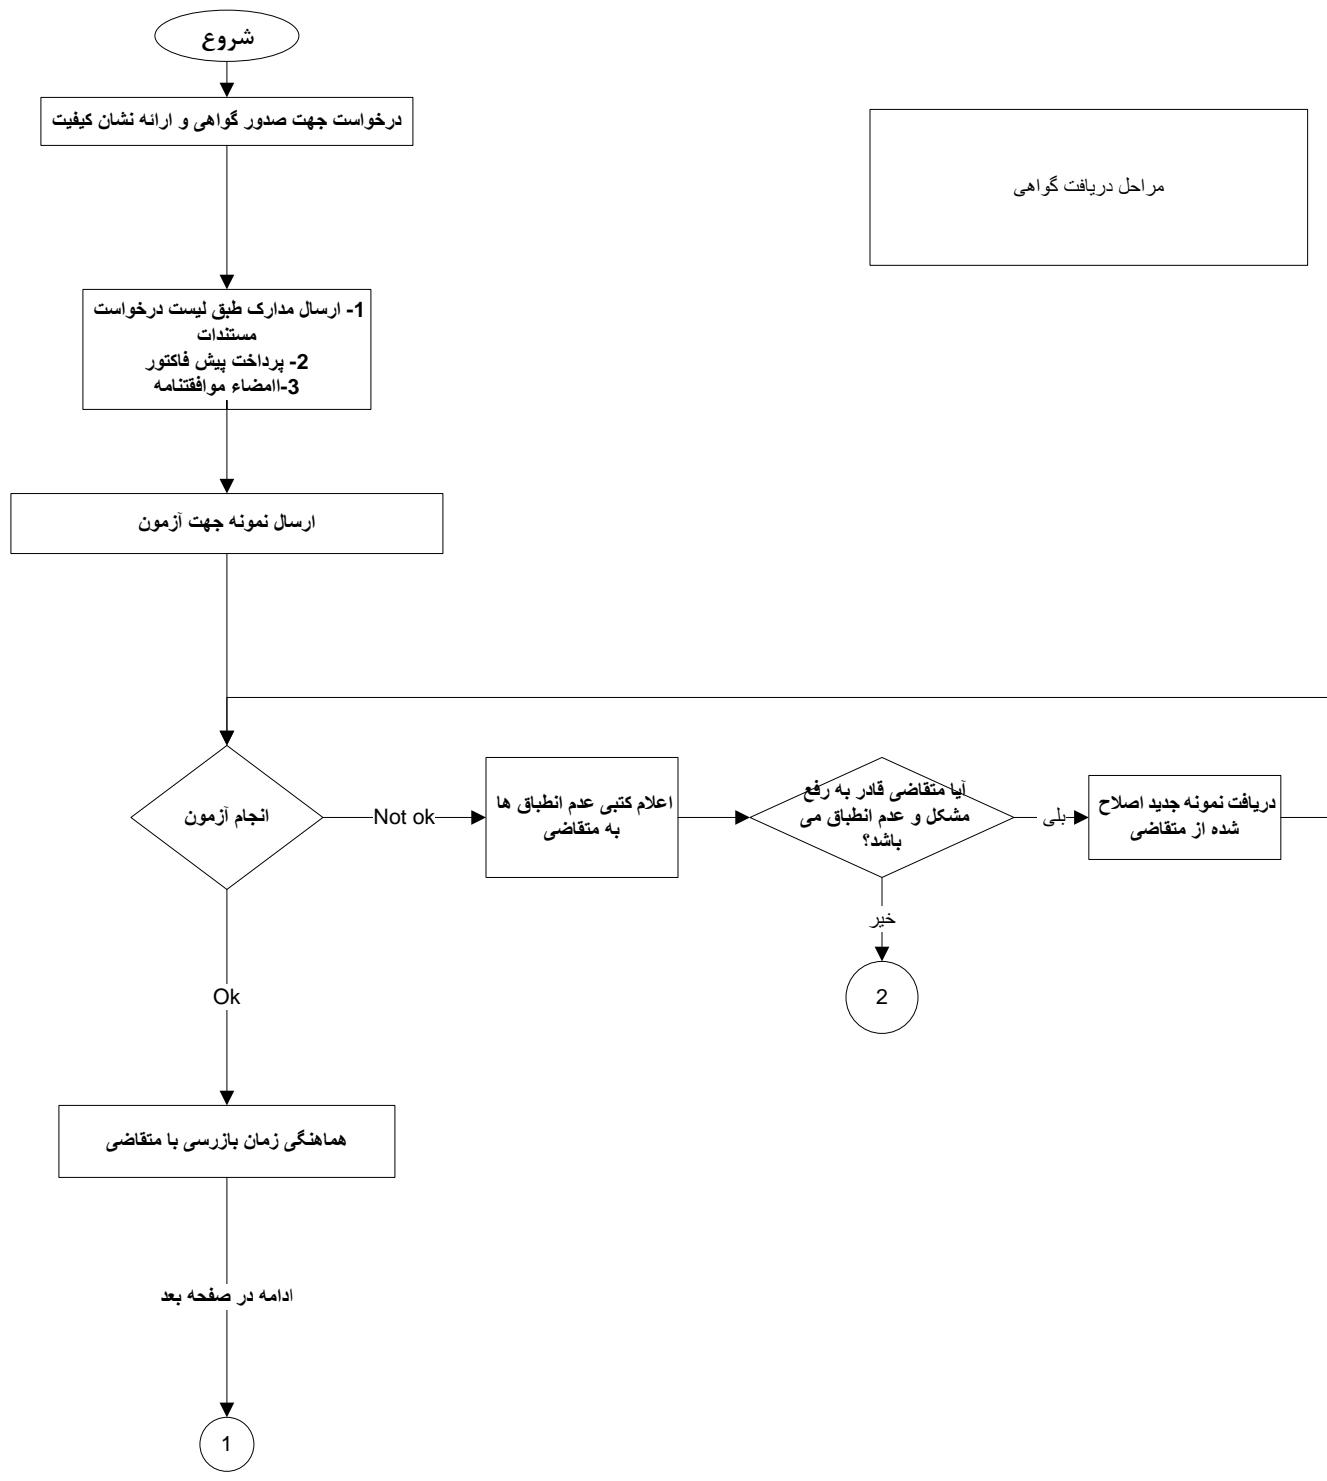 شروع
درخواست جهت صدور گواهی و ارائه نشان کیفیت
مراحل دریافت گواهی
1- ارسال مدارک طبق لیست درخواست
مستندات
2- پرداخت پیش فاکتور
3-اامضاء موافقتنامه
ارسال نمونه جهت آزمون
انجام آزمون
Not ok
اعلام کتبی عدم انطباق ها
به متقاضی
آیا متقاضی قادر به رفع
مشکل و عدم انطباق می
باشد؟
بلی
دریافت نمونه جدید اصلاح
شده از متقاضی
خیر
2
Ok
هماهنگی زمان بازرسی با متقاضی
ادامه در صفحه بعد
1